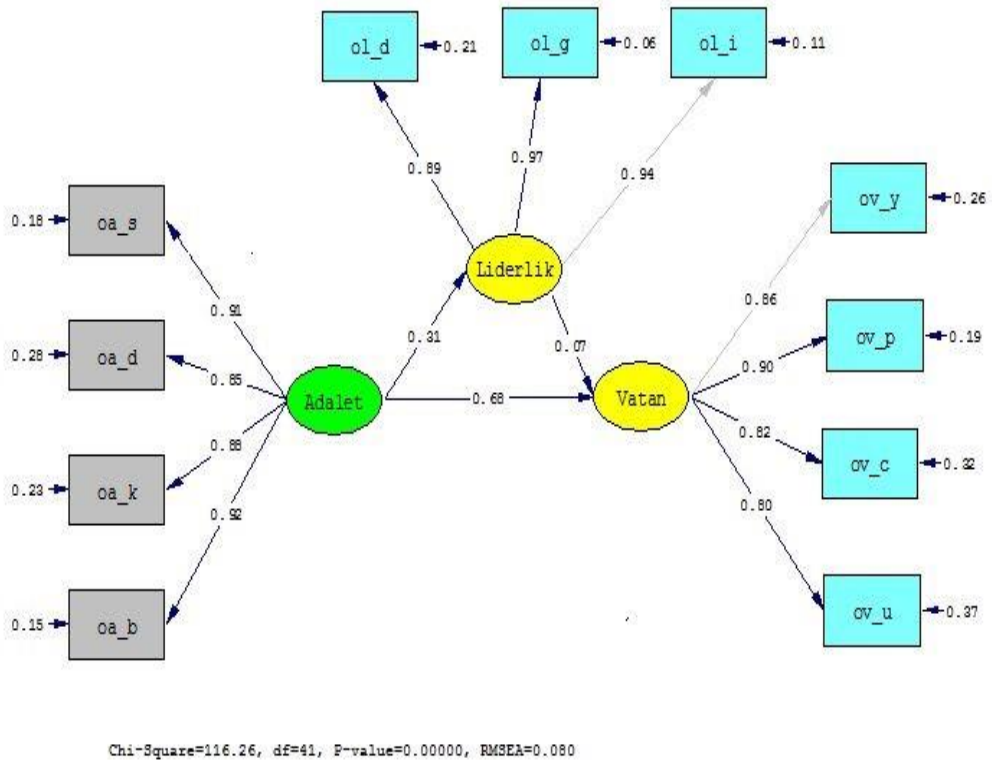 ol_d
0.21
ol_g
0.06
ol_i
0.11
0.89
0.97
0.94
0.18
oa_s
ov_y
0.26
Liderlik
0.91
0.31
0.07
0.86
0.28
oa_d
0.85
ov_p
0.19
0.90
Adalet
0.68
Vatan
0.88
0.82
0.23
oa_k
ov_c
0.32
0.92
0.80
0.15
oa_b
ov_u
0.37
Chi-Square=116.26, df=41, P-value=0.00000, RMSEA=0.080